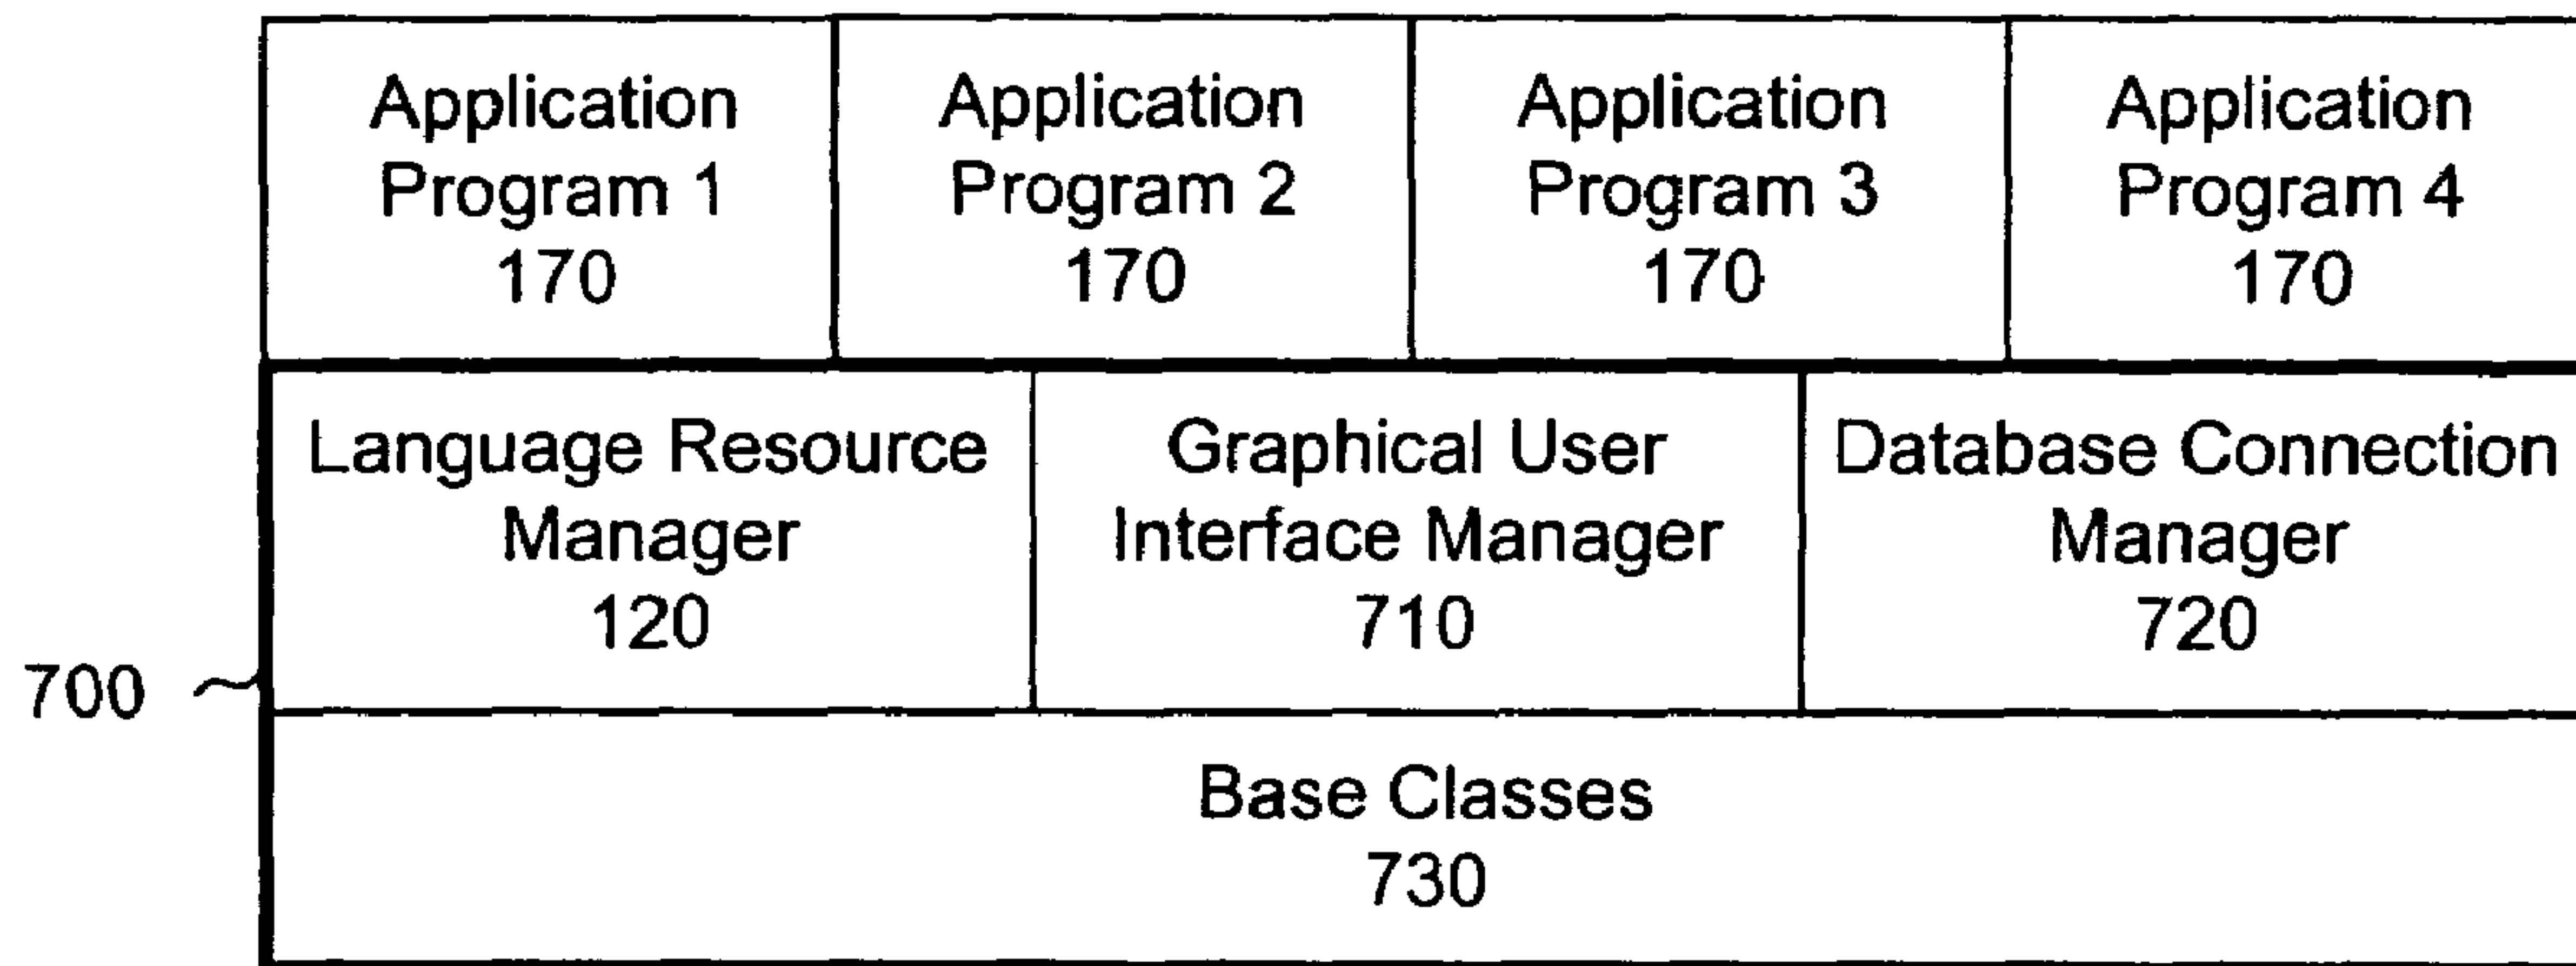 Application
Program 1
170
Application
Program 2
170
Application
Program 3
170
Application
Program 4
170
Language Resource
Manager
120
Graphical User
Interface Manager
710
Database Connection
Manager
720
700
Base Classes
730